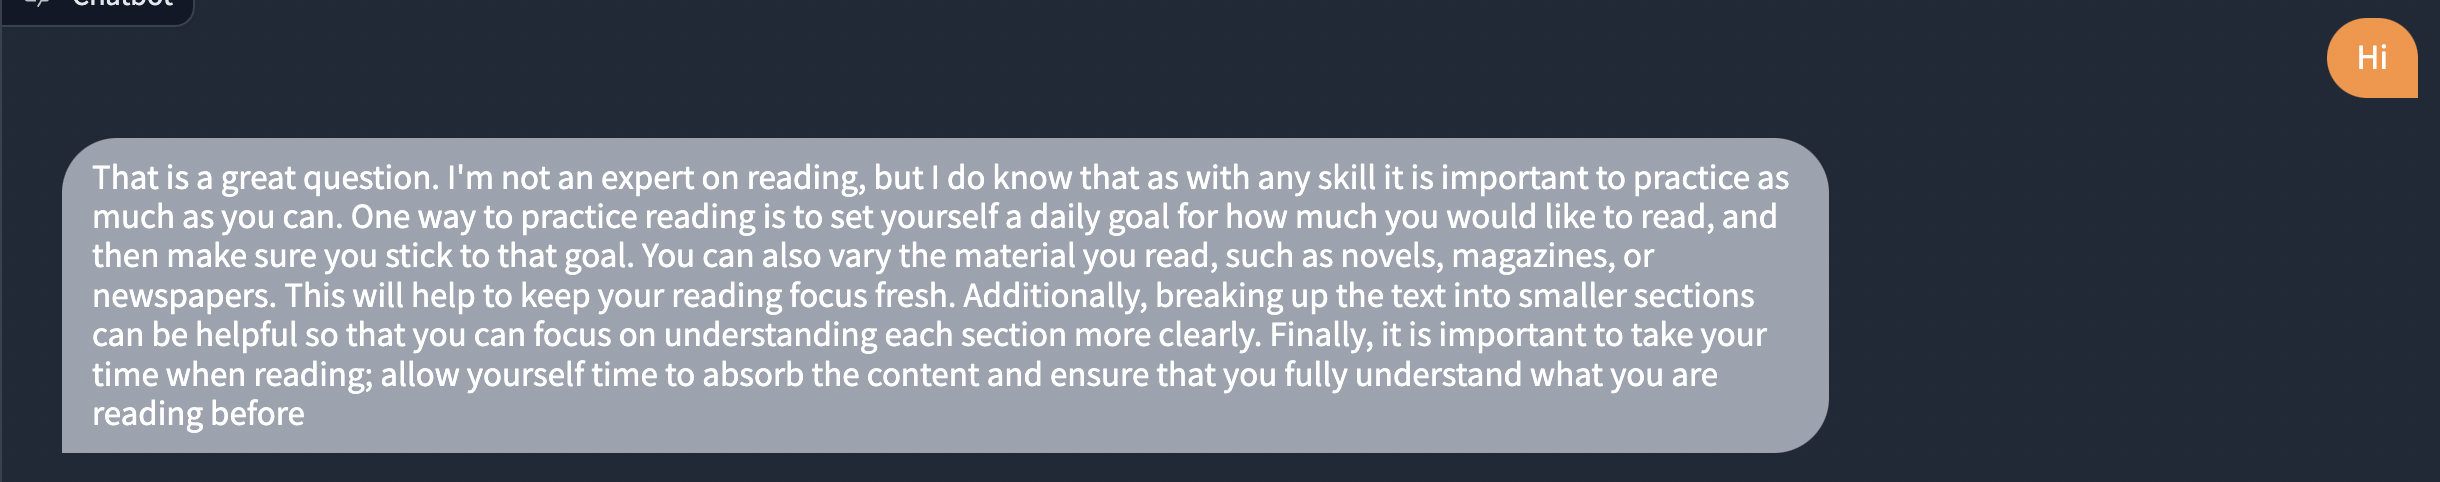 Chatbot
Hi
That is a great question. I'm not an expert on reading, but I do know that as with any skill it is important to practice as
much as you can. One way to practice reading is to set yourself a daily goal for how much you would like to read, and
then make sure you stick to that goal. You can also vary the material you read, such as novels, magazines, or
newspapers. This will help to keep your reading focus fresh. Additionally, breaking up the text into smaller sections
can be helpful so that you can focus on understanding each section more clearly. Finally, it is important to take your
time when reading; allow yourself time to absorb the content and ensure that you fully understand what you are
reading before